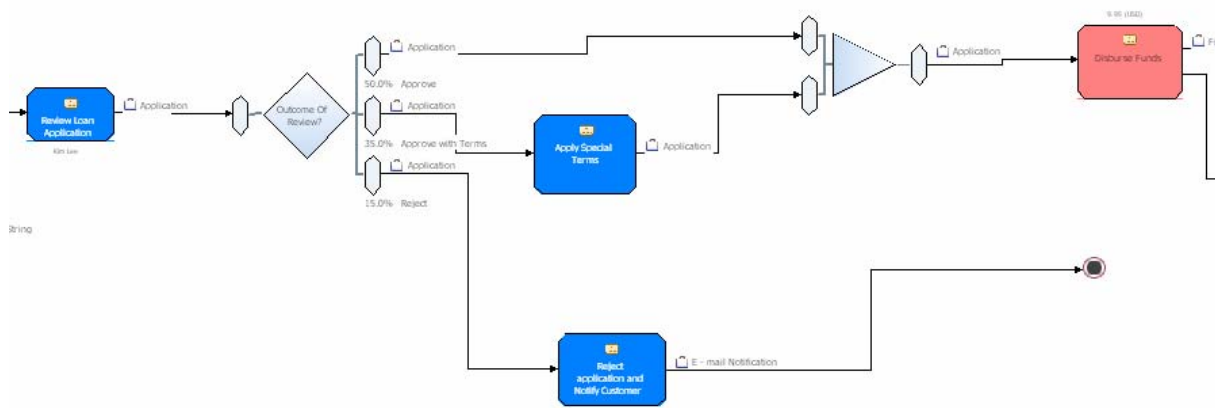 Review Loan
Application
Kim Lee
Application
Outcome Of
Review?
Application
50.0% Approve
Application
35.0% Approve with Terms
Application
15.0% Reject
Apply Special
Terms
Application
Application
(USD)
Disburse Funds
String
Reject
application and
Notify Customer
E - mail Notification